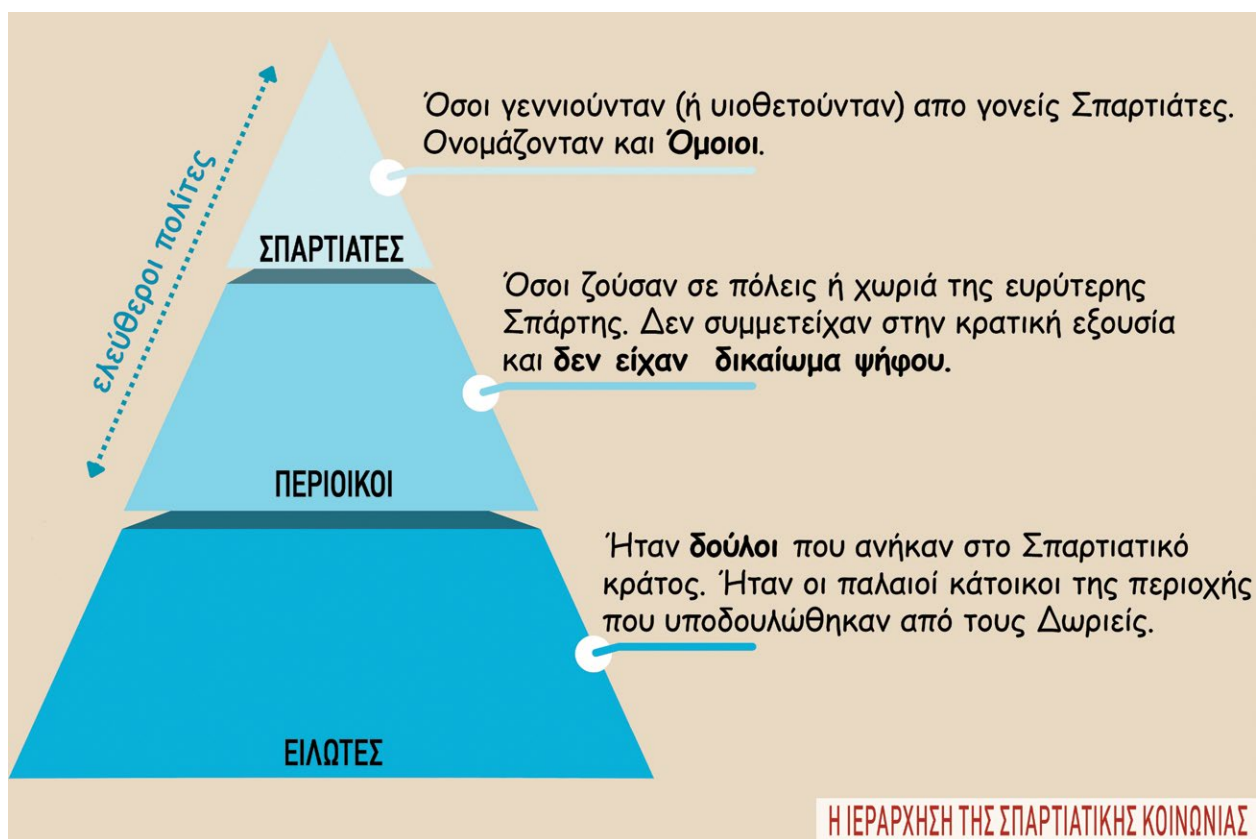 ελεύθεροι πολίτες
Όσοι γεννιούνταν (ή υιοθετούνταν) απο γονείς Σπαρτιάτες.
Ονομάζονταν και Όμοιοι.
ΣΠΑΡΤΙΑΤΕΣ
Όσοι ζούσαν σε πόλεις ή χωριά της ευρύτερης
Σπάρτης. Δεν συμμετείχαν στην κρατική εξουσία
και δεν είχαν δικαίωμα ψήφου.
ΠΕΡΙΟΙΚΟΙ
Ήταν δούλοι που ανήκαν στο Σπαρτιατικό
κράτος. Ήταν οι παλαιοί κάτοικοι της περιοχής
που υποδουλώθηκαν από τους Δωριείς.
ΕΙΛΩΤΕΣ
Η ΙΕΡΑΡΧΗΣΗ ΤΗΣ ΣΠΑΡΤΙΑΤΙΚΗΣ ΚΟΙΝΩΝΙΑΣ